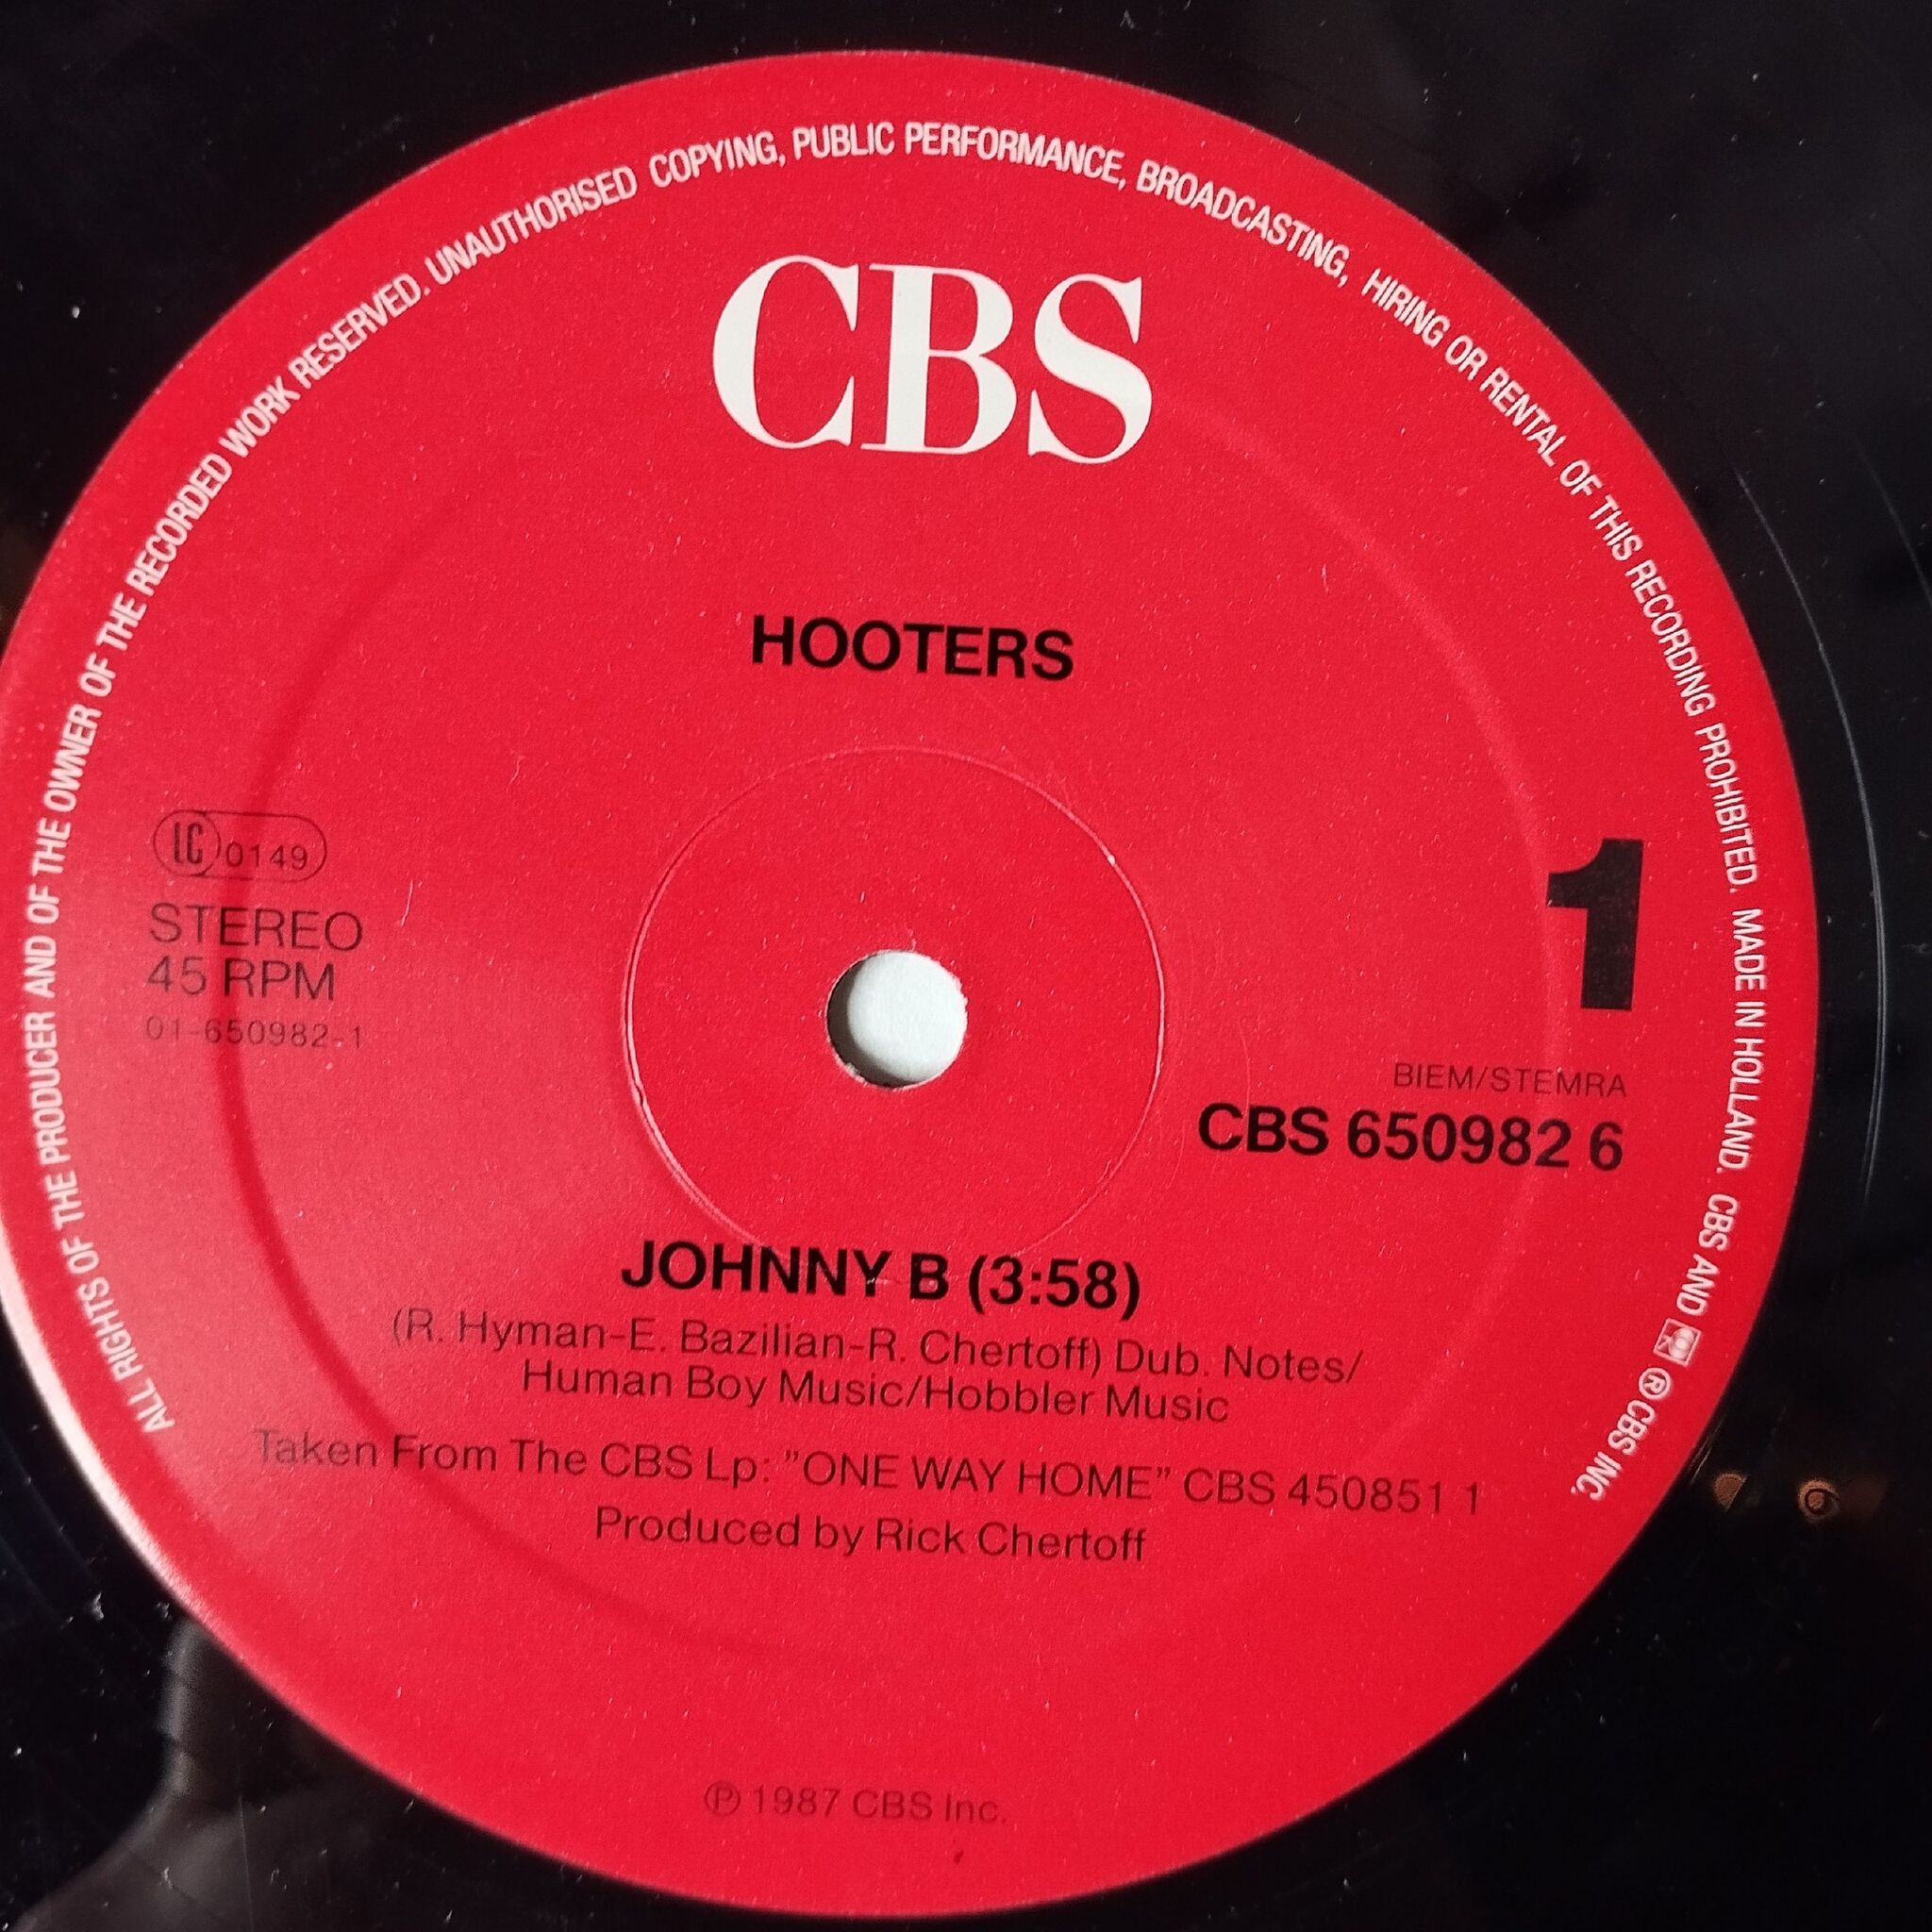 ALL RIGHTS OF THE PRODUCER AND OF THE OWNER OF THE RECORDED WORK RESERVED. UNAUTHORISED COPYING, PUBLIC PERFORMANCE, BROADCASTING, HIRING OR RENTAL OF THIS RECORDING PROHIBITED. MADE IN HOLLAND. CBS AND ® CBS INC.
CBS
HOOTERS
LC 0149
STEREO
45 RPM
01-650982-1
1
BIEM/STEMRA
CBS 650982 6
JOHNNY B (3:58)
(R. Hyman-E. Bazilian-R. Chertoff) Dub. Notes/
Human Boy Music/Hobbler Music
Taken From The CBS Lp: "ONE WAY HOME" CBS 450851 1
Produced by Rick Chertoff
℗ 1987 CBS Inc.